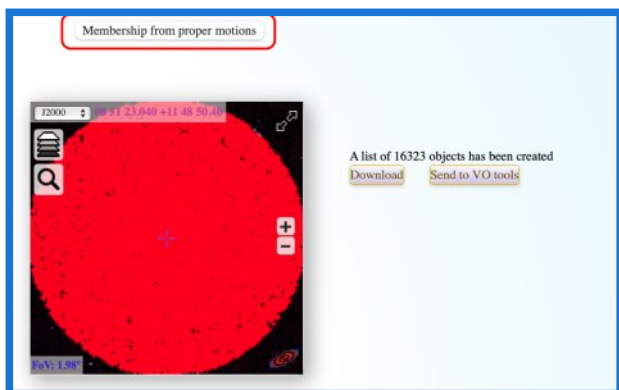 Membership from proper motions
J2000 08 51 23.040 +11 48 50.40
A list of 16323 objects has been created
Download Send to VO tools
+
−
FoV: 1.98°